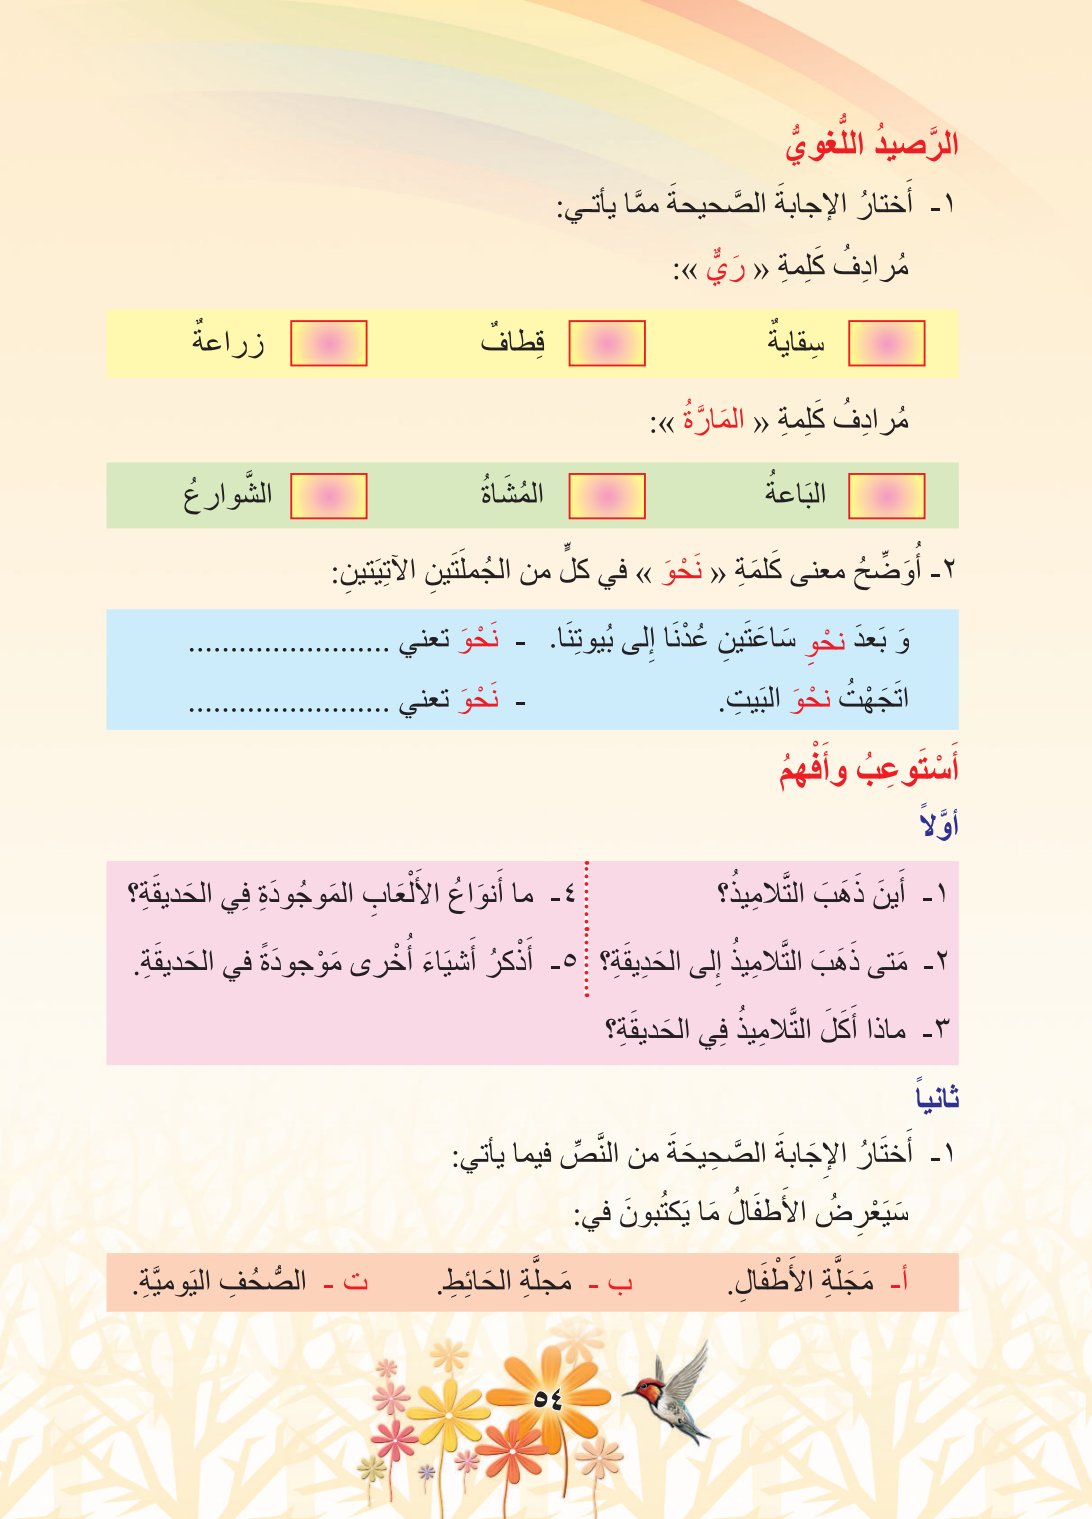 الرَّصيدُ اللُّغويُّ
١- أَختارُ الإجابةَ الصَّحيحةَ ممَّا يأتـي:
مُرادِفُ كَلِمةِ « رَيٌّ »:
سِقايةٌ قِطافٌ زراعةٌ
مُرادِفُ كَلِمةِ « المَارَّةُ »:
البَاعةُ المُشَاةُ الشَّوارعُ
٢- أُوَضِّحُ معنى كَلمَةِ « نَحْوَ » في كلٍّ من الجُملَتَينِ الآتِيَتينِ:
وَ بَعدَ نحْوِ سَاعَتَينِ عُدْنَا إِلى بُيوتِنَا. - نَحْوَ تعني ........................
اتَجَهْتُ نحْوَ البَيتِ. - نَحْوَ تعني ........................
أَسْتَوعِبُ وأَفْهمُ
أوَّلاً
١- أَينَ ذَهَبَ التَّلامِيذُ؟
٢- مَتى ذَهَبَ التَّلامِيذُ إِلى الحَدِيقَةِ؟
٣- ماذا أَكَلَ التَّلامِيذُ فِي الحَديقَةِ؟
٤- ما أَنوَاعُ الأَلْعَابِ المَوجُودَةِ فِي الحَديقَةِ؟
٥- أَذْكرُ أَشيَاءَ أُخْرى مَوْجودَةً في الحَديقَةِ.
ثانياً
١- أَختَارُ الإِجَابةَ الصَّحِيحَةَ من النَّصِّ فيما يأتي:
سَيَعْرِضُ الأَطفَالُ مَا يَكتُبونَ في:
أ- مَجَلَّةِ الأَطْفَالِ. ب - مَجلَّةِ الحَائِطِ. ت - الصُّحُفِ اليَوميَّةِ.
٥٤